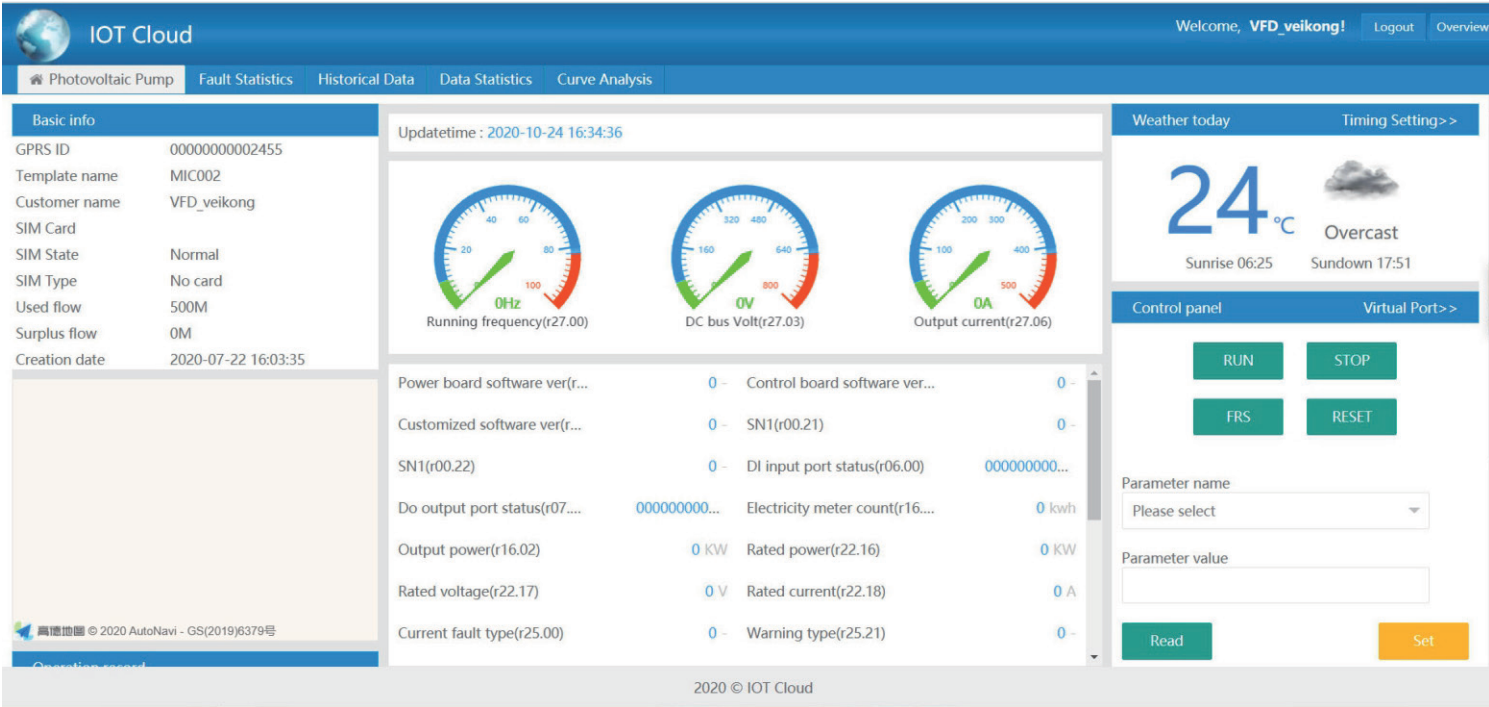 IOT Cloud
Welcome, VFD_veikong!
Logout
Overview
Photovoltaic Pump
Fault Statistics
Historical Data
Data Statistics
Curve Analysis
Basic info
GPRS ID 00000000002455
Template name MIC002
Customer name VFD_veikong
SIM Card
SIM State Normal
SIM Type No card
Used flow 500M
Surplus flow 0M
Creation date 2020-07-22 16:03:35
高德地圖 © 2020 AutoNavi - GS(2019)6379号
Operation record
Updatetime : 2020-10-24 16:34:36
20 40 60 80 100
0Hz
Running frequency(r27.00)
160 320 480 640 800
0V
DC bus Volt(r27.03)
100 200 300 400 500
0A
Output current(r27.06)
Power board software ver(r... 0 - Control board software ver... 0 -
Customized software ver(r... 0 - SN1(r00.21) 0 -
SN1(r00.22) 0 - DI input port status(r06.00) 000000000...
Do output port status(r07.... 000000000... Electricity meter count(r16.... 0 kwh
Output power(r16.02) 0 KW Rated power(r22.16) 0 KW
Rated voltage(r22.17) 0 V Rated current(r22.18) 0 A
Current fault type(r25.00) 0 - Warning type(r25.21) 0 -
Weather today Timing Setting>>
24 °C
Overcast
Sunrise 06:25 Sundown 17:51
Control panel Virtual Port>>
RUN STOP
FRS RESET
Parameter name
Please select
Parameter value
Read Set
2020 © IOT Cloud